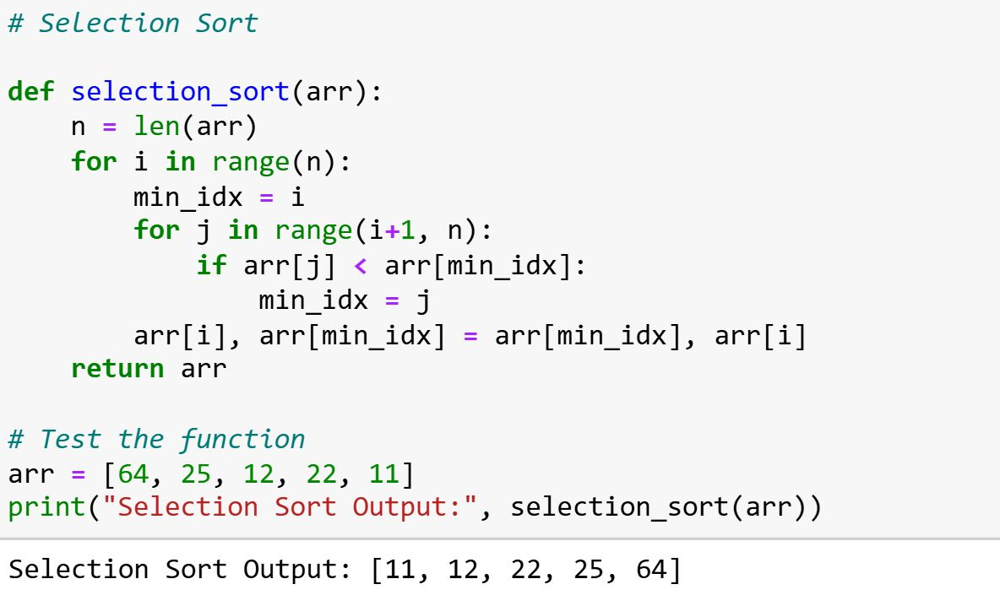 # Selection Sort
def selection_sort(arr):
    n = len(arr)
    for i in range(n):
        min_idx = i
        for j in range(i+1, n):
            if arr[j] < arr[min_idx]:
                min_idx = j
        arr[i], arr[min_idx] = arr[min_idx], arr[i]
    return arr
# Test the function
arr = [64, 25, 12, 22, 11]
print("Selection Sort Output:", selection_sort(arr))
Selection Sort Output: [11, 12, 22, 25, 64]